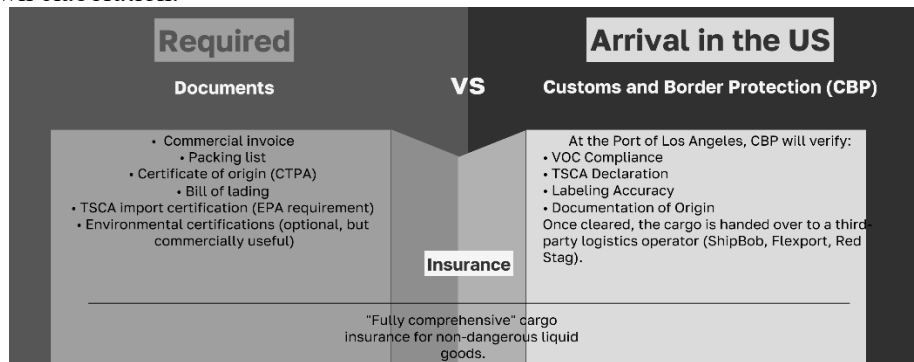 Required
Documents
• Commercial invoice
• Packing list
• Certificate of origin (CTPA)
• Bill of lading
• TSCA import certification (EPA requirement)
• Environmental certifications (optional, but
commercially useful)
VS
Arrival in the US
Customs and Border Protection (CBP)
At the Port of Los Angeles, CBP will verify:
• VOC Compliance
• TSCA Declaration
• Labeling Accuracy
• Documentation of Origin
Once cleared, the cargo is handed over to a third-
party logistics operator (ShipBob, Flexport, Red
Stag).
Insurance
"Fully comprehensive" cargo
insurance for non-dangerous liquid
goods.